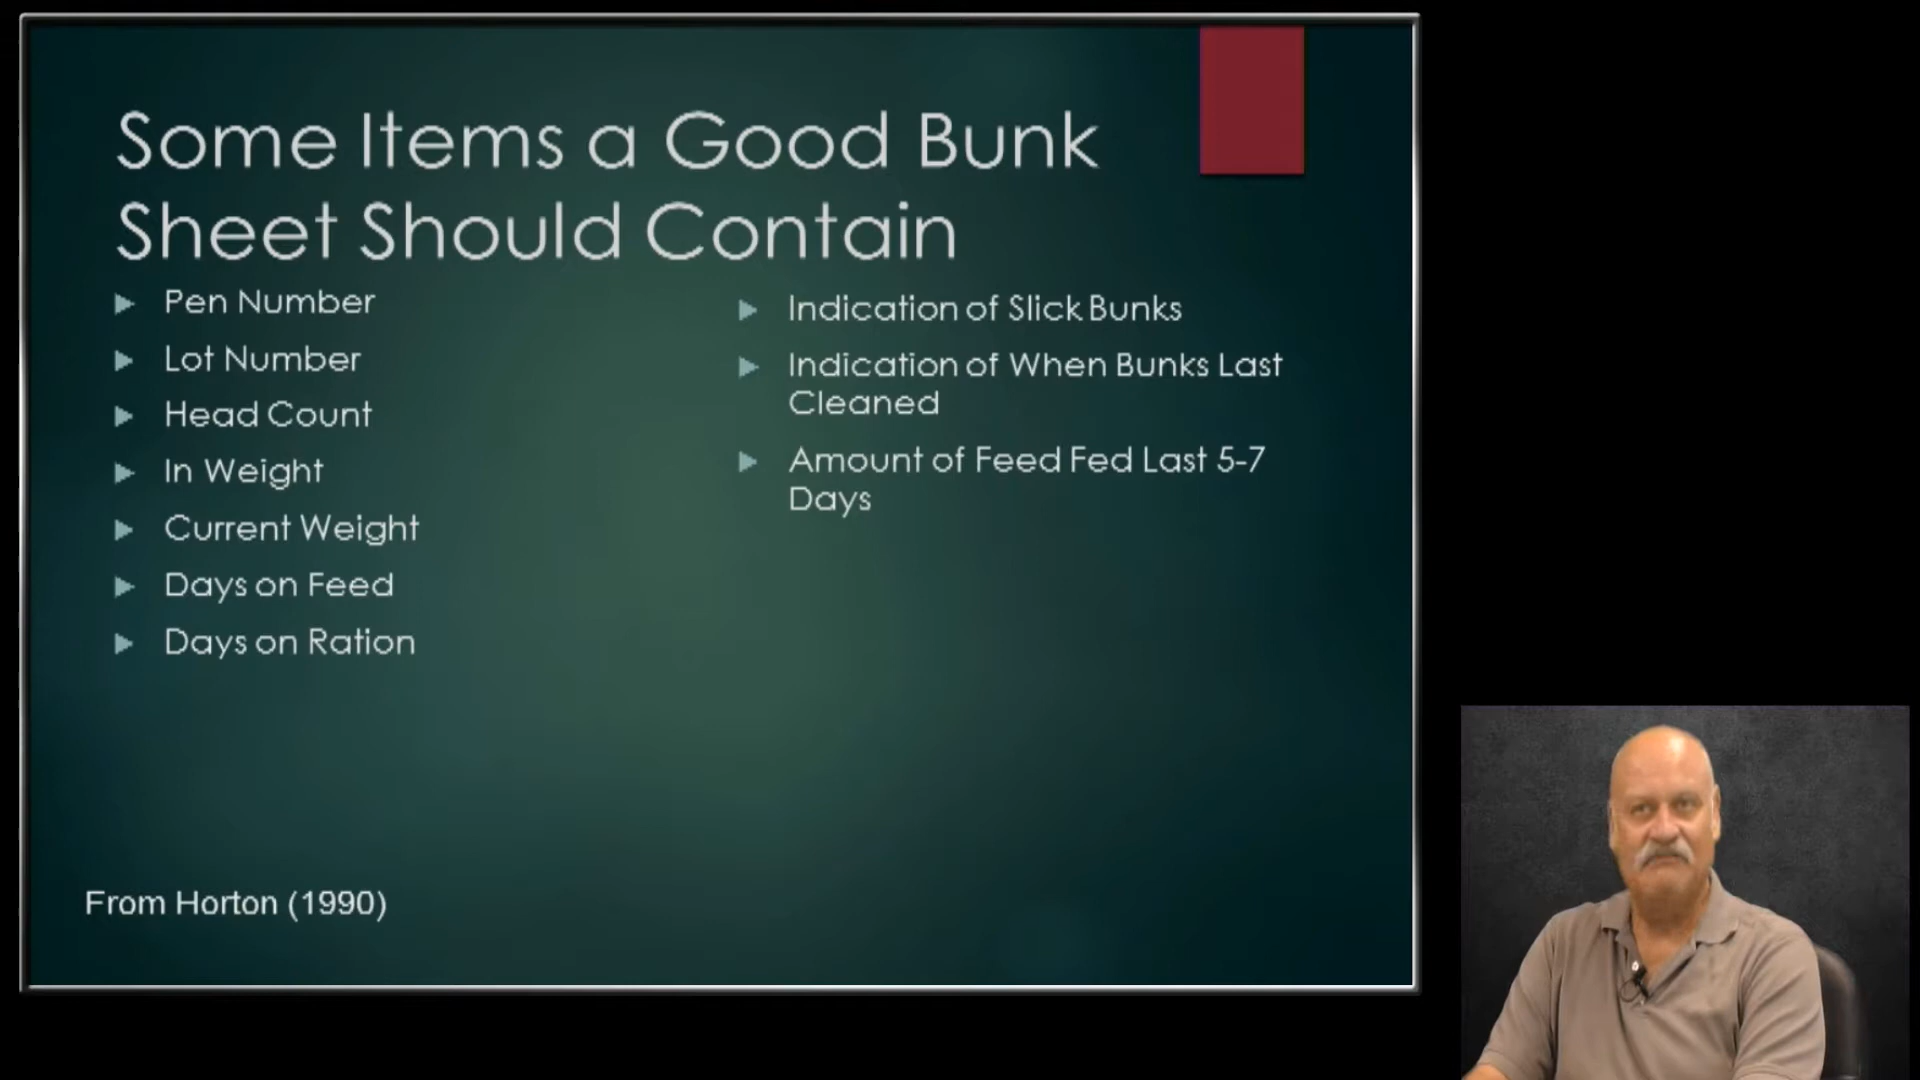 Some Items a Good Bunk
Sheet Should Contain
Pen Number
Lot Number
Head Count
In Weight
Current Weight
Days on Feed
Days on Ration
Indication of Slick Bunks
Indication of When Bunks Last
Cleaned
Amount of Feed Fed Last 5-7
Days
From Horton (1990)